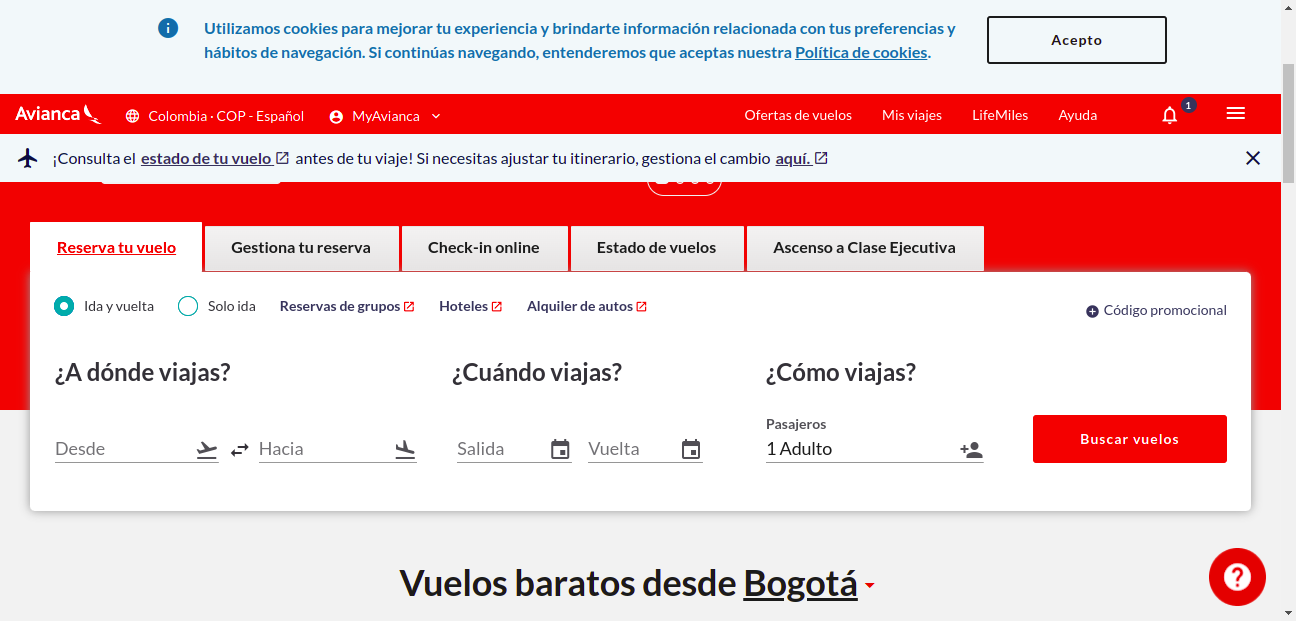 Utilizamos cookies para mejorar tu experiencia y brindarte información relacionada con tus preferencias y
hábitos de navegación. Si continúas navegando, entenderemos que aceptas nuestra Política de cookies.
Acepto
Avianca
Colombia · COP - Español
MyAvianca
Ofertas de vuelos
Mis viajes
LifeMiles
Ayuda
1
¡Consulta el estado de tu vuelo antes de tu viaje! Si necesitas ajustar tu itinerario, gestiona el cambio aquí.
Reserva tu vuelo
Gestiona tu reserva
Check-in online
Estado de vuelos
Ascenso a Clase Ejecutiva
Ida y vuelta
Solo ida
Reservas de grupos
Hoteles
Alquiler de autos
Código promocional
¿A dónde viajas?
¿Cuándo viajas?
¿Cómo viajas?
Pasajeros
Desde
Hacia
Salida
Vuelta
1 Adulto
Buscar vuelos
Vuelos baratos desde Bogotá